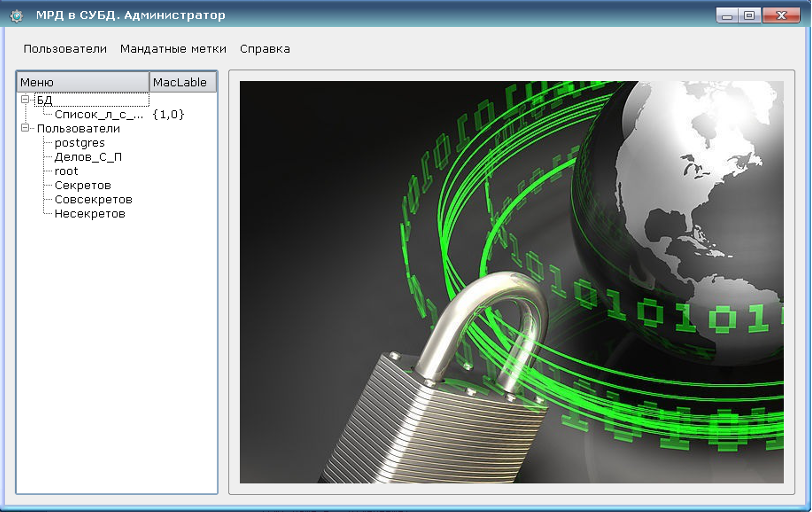 МРД в СУБД. Администратор
Пользователи Мандатные метки Справка
Меню MacLable
БД
Список_л_с_... {1,0}
Пользователи
postgres
Делов_С_П
root
Секретов
Совсекретов
Несекретов